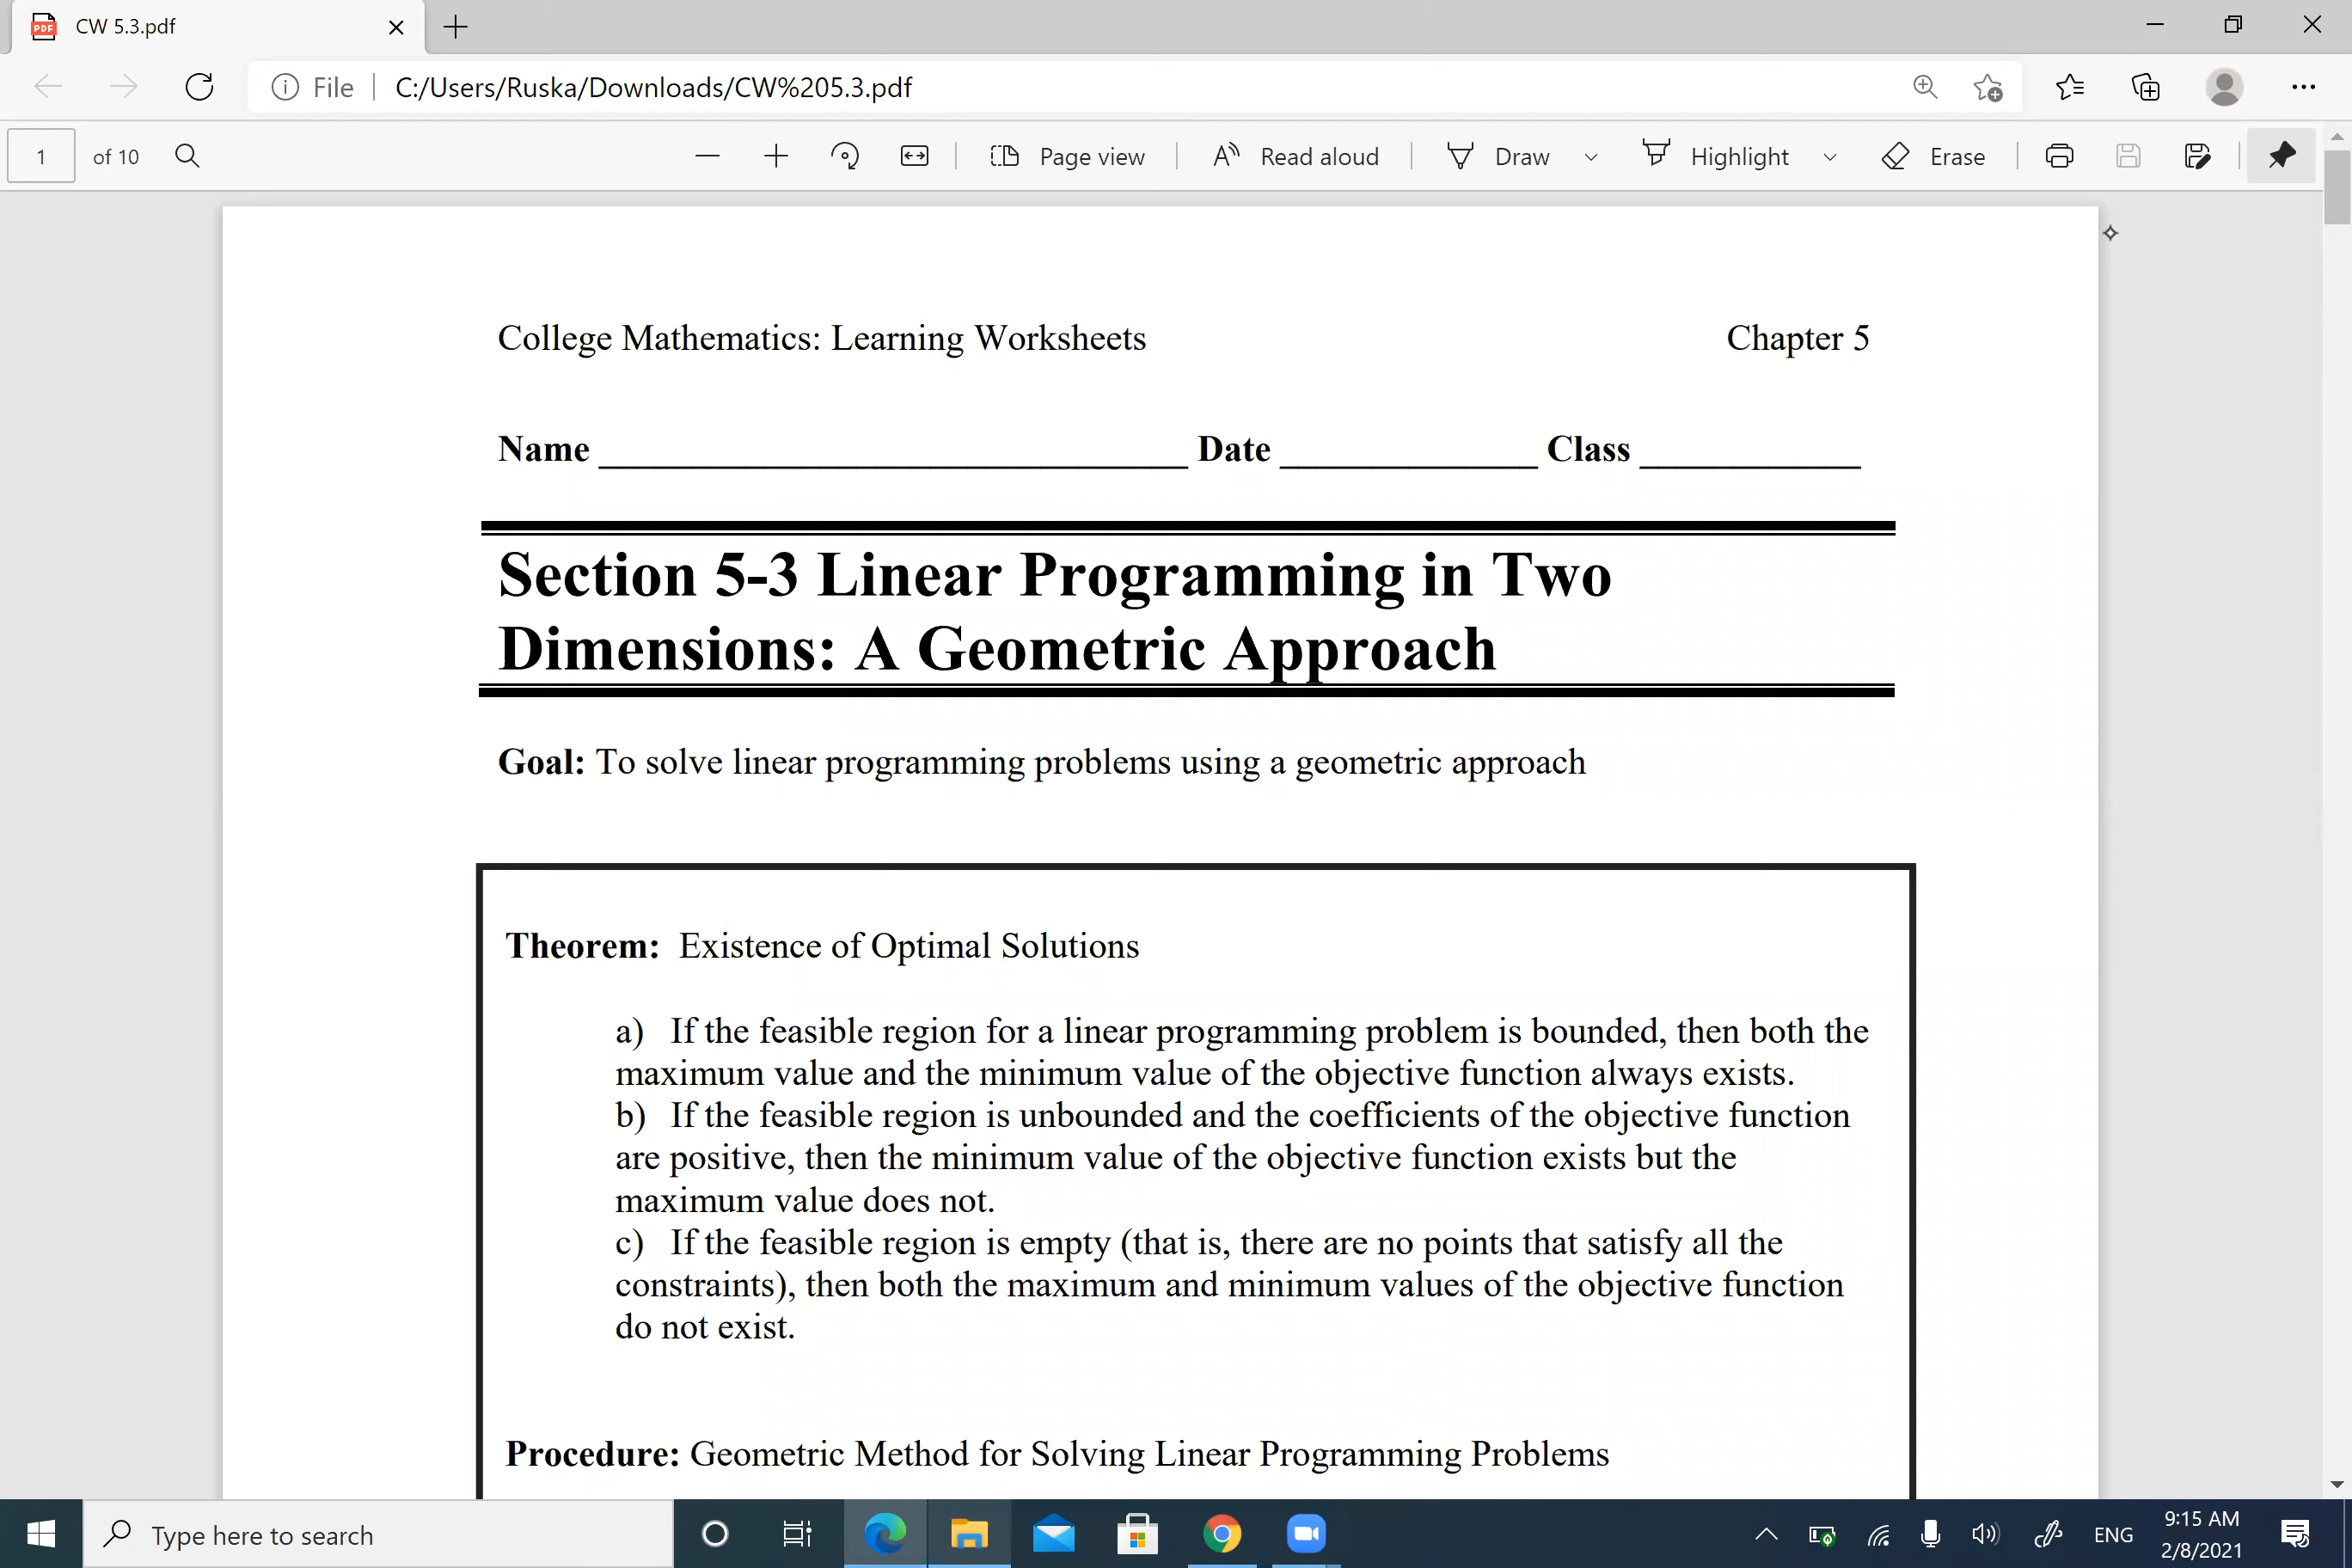 CW 5.3.pdf
File C:/Users/Ruska/Downloads/CW%205.3.pdf
1 of 10 Page view Read aloud Draw Highlight Erase
College Mathematics: Learning Worksheets Chapter 5
Name ________________ Date ________ Class ________
Section 5-3 Linear Programming in Two
Dimensions: A Geometric Approach
Goal: To solve linear programming problems using a geometric approach
Theorem: Existence of Optimal Solutions
a) If the feasible region for a linear programming problem is bounded, then both the
maximum value and the minimum value of the objective function always exists.
b) If the feasible region is unbounded and the coefficients of the objective function
are positive, then the minimum value of the objective function exists but the
maximum value does not.
c) If the feasible region is empty (that is, there are no points that satisfy all the
constraints), then both the maximum and minimum values of the objective function
do not exist.
Procedure: Geometric Method for Solving Linear Programming Problems
Type here to search
ENG
9:15 AM
2/8/2021